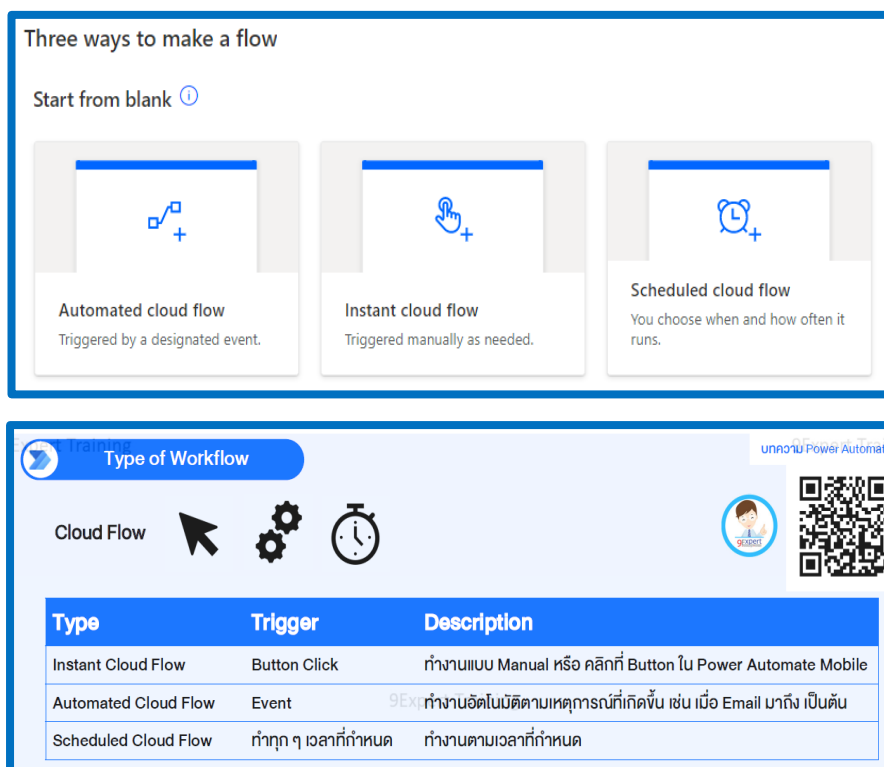 Three ways to make a flow
Start from blank
Automated cloud flow
Triggered by a designated event.
Instant cloud flow
Triggered manually as needed.
Scheduled cloud flow
You choose when and how often it
runs.
Training
Type of Workflow
บทความ Power Automat
Cloud Flow
9EXPERT
Type Trigger Description
Instant Cloud Flow Button Click ทำงานแบบ Manual หรือ คลิกที่ Button ใน Power Automate Mobile
Automated Cloud Flow Event ทำงานอัตโนมัติตามเหตุการณ์ที่เกิดขึ้น เช่น เมื่อ Email มาถึง เป็นต้น
Scheduled Cloud Flow ทำทุก ๆ เวลาที่กำหนด ทำงานตามเวลาที่กำหนด